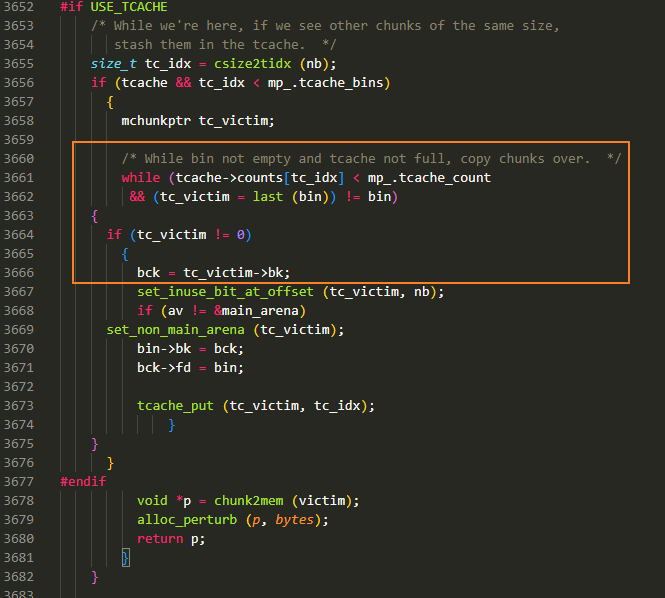 3652 #if USE_TCACHE
3653 /* While we're here, if we see other chunks of the same size,
3654 stash them in the tcache.  */
3655 size_t tc_idx = csize2tidx (nb);
3656 if (tcache && tc_idx < mp_.tcache_bins)
3657 {
3658 mchunkptr tc_victim;
3659
3660 /* While bin not empty and tcache not full, copy chunks over.  */
3661 while (tcache->counts[tc_idx] < mp_.tcache_count
3662 && (tc_victim = last (bin)) != bin)
3663 {
3664 if (tc_victim != 0)
3665 {
3666 bck = tc_victim->bk;
3667 set_inuse_bit_at_offset (tc_victim, nb);
3668 if (av != &main_arena)
3669 set_non_main_arena (tc_victim);
3670 bin->bk = bck;
3671 bck->fd = bin;
3672
3673 tcache_put (tc_victim, tc_idx);
3674 }
3675 }
3676 }
3677 #endif
3678 void *p = chunk2mem (victim);
3679 alloc_perturb (p, bytes);
3680 return p;
3681 }
3682 }
3683